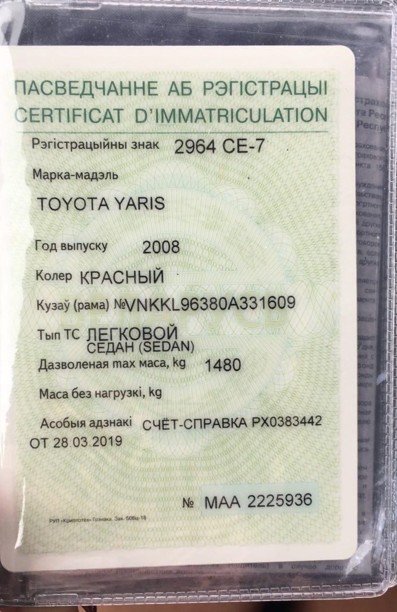 ПАСВЕДЧАННЕ АБ РЭГІСТРАЦЫІ
CERTIFICAT D'IMMATRICULATION
Рэгістрацыйны знак 2964 CE-7
Марка-мадэль
TOYOTA YARIS
Год выпуску 2008
Колер КРАСНЫЙ
Кузаў (рама) №VNKKL96380A331609
Тып ТС ЛЕГКОВОЙ
СЕДАН (SEDAN)
Дазволеная max маса, kg 1480
Маса без нагрузкі, kg
Асобыя адзнакі СЧЁТ-СПРАВКА РХ0383442
ОТ 28.03.2019
№ МАА 2225936